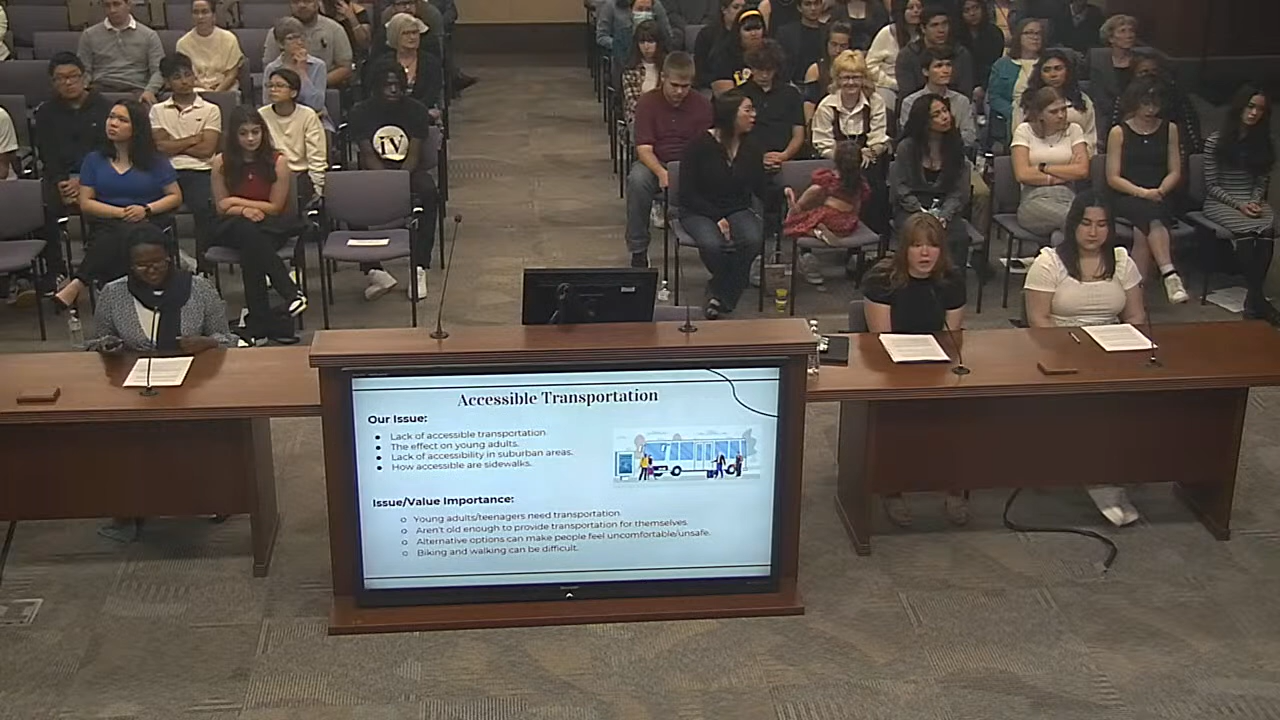 iV
Accessible Transportation
Our Issue:
● Lack of accessible transportation.
● The effect on young adults.
● Lack of accessibility in suburban areas.
● How accessible are sidewalks.
Issue/Value Importance:
○ Young adults/teenagers need transportation.
○ Aren't old enough to provide transportation for themselves.
○ Alternative options can make people feel uncomfortable/unsafe.
○ Biking and walking can be difficult.